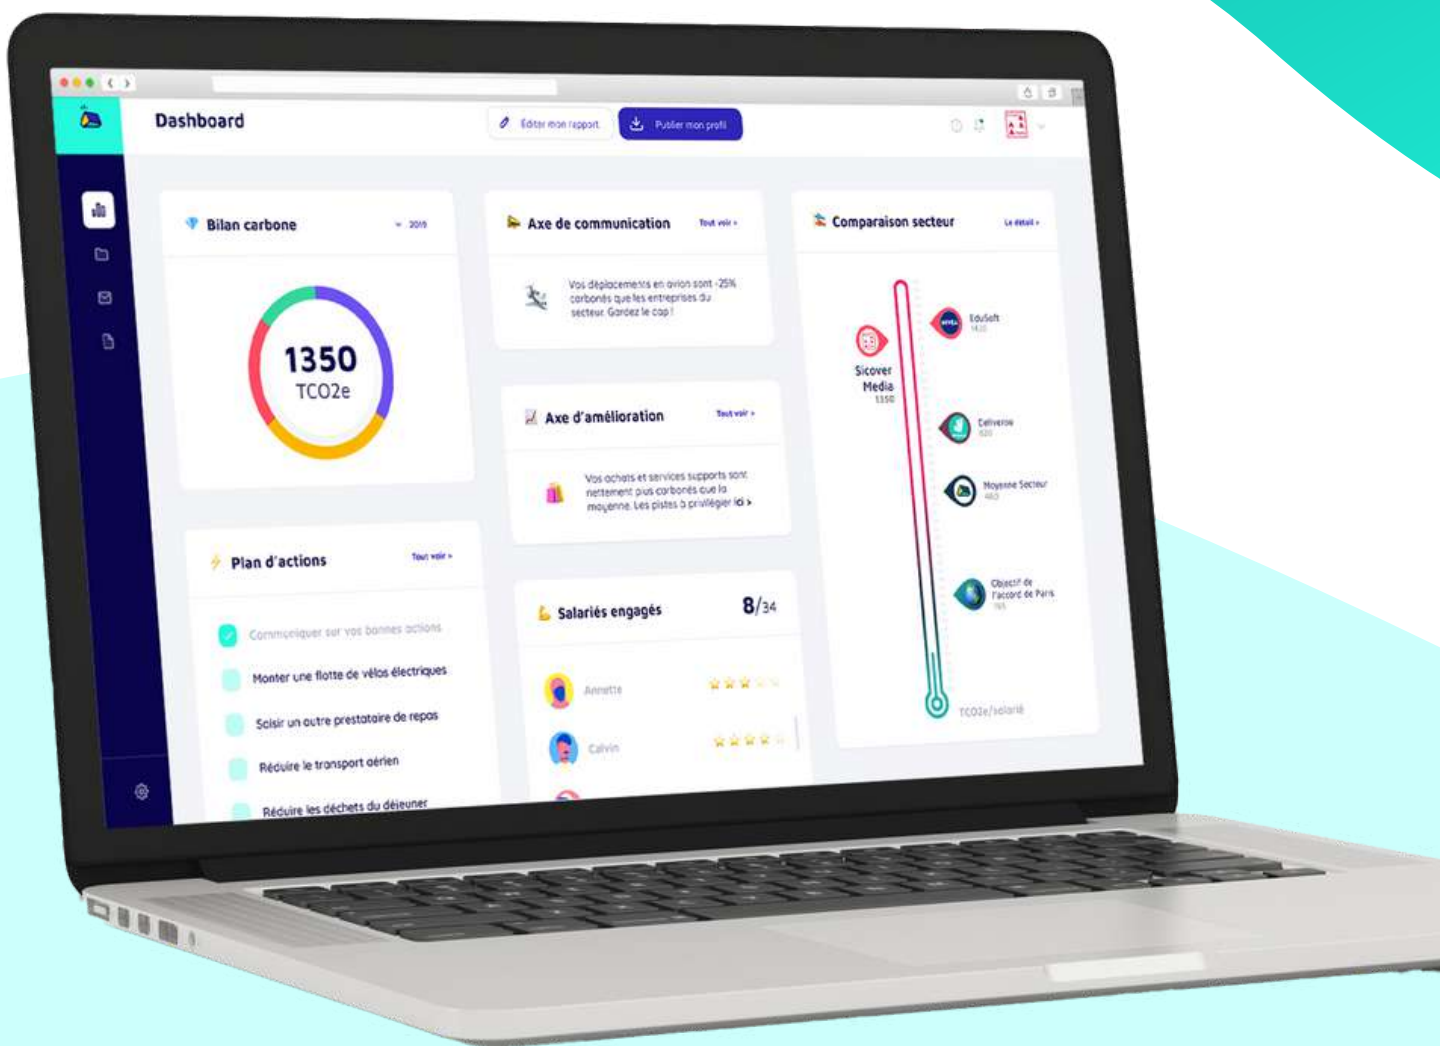 Dashboard
Éditer mon rapport
Publier mon profil
Bilan carbone
2019
1350
TCO2e
Plan d'actions
Tout voir >
Communiquer sur vos bonnes actions
Monter une flotte de vélos électriques
Saisir un autre prestataire de repas
Réduire le transport aérien
Réduire les déchets du déjeuner
Axe de communication
Tout voir >
Vos déplacements en avion sont -25%
carbonés que les entreprises du
secteur. Gardez le cap !
Axe d'amélioration
Tout voir >
Vos achats et services supports sont
nettement plus carbonés que la
moyenne. Les pistes à privilégier ici >
Salariés engagés
8/34
Annette
Calvin
Comparaison secteur
Le détail >
NIVEA
EduSoft
Sicover
Media
1350
Deliveroo
Moyenne Secteur
Objectif de
l'accord de Paris
TCO2e/salarié